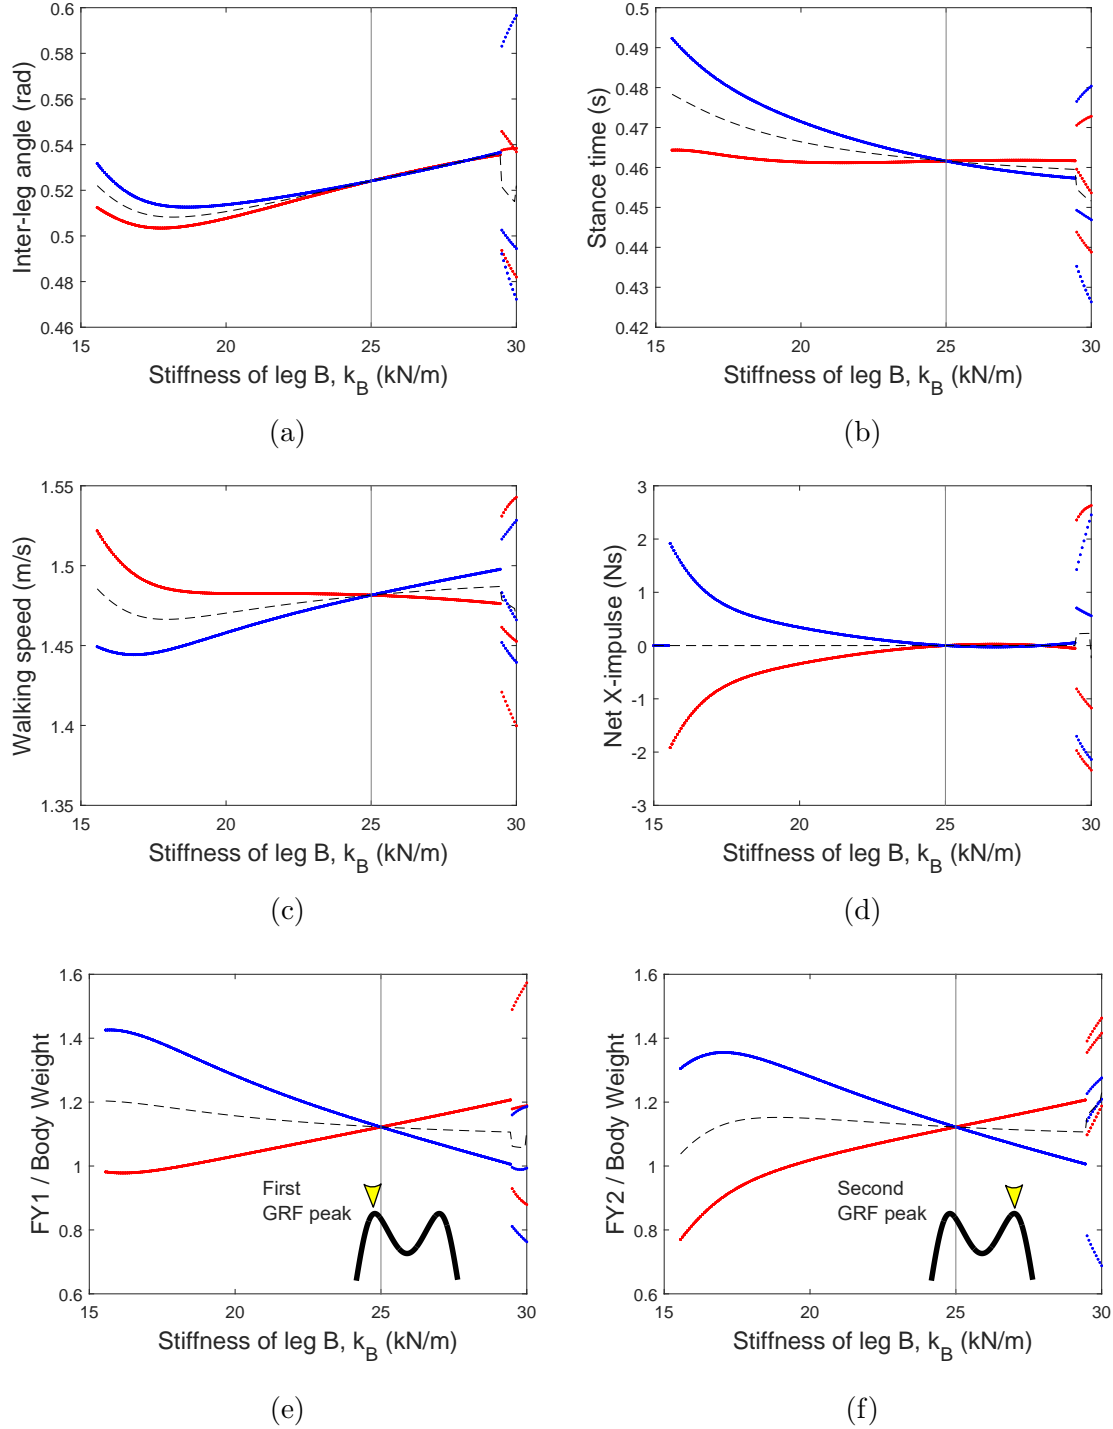 0.6
0.58
0.56
0.54
0.52
0.5
0.48
0.46
15 20 25 30
Inter-leg angle (rad)
Stiffness of leg B, k_B (kN/m)
(a)
0.5
0.49
0.48
0.47
0.46
0.45
0.44
0.43
0.42
15 20 25 30
Stance time (s)
Stiffness of leg B, k_B (kN/m)
(b)
1.55
1.5
1.45
1.4
1.35
15 20 25 30
Walking speed (m/s)
Stiffness of leg B, k_B (kN/m)
(c)
3
2
1
0
-1
-2
-3
15 20 25 30
Net X-impulse (Ns)
Stiffness of leg B, k_B (kN/m)
(d)
1.6
1.4
1.2
1
0.8
0.6
15 20 25 30
FY1 / Body Weight
First
GRF peak
Stiffness of leg B, k_B (kN/m)
(e)
1.6
1.4
1.2
1
0.8
0.6
15 20 25 30
FY2 / Body Weight
Second
GRF peak
Stiffness of leg B, k_B (kN/m)
(f)